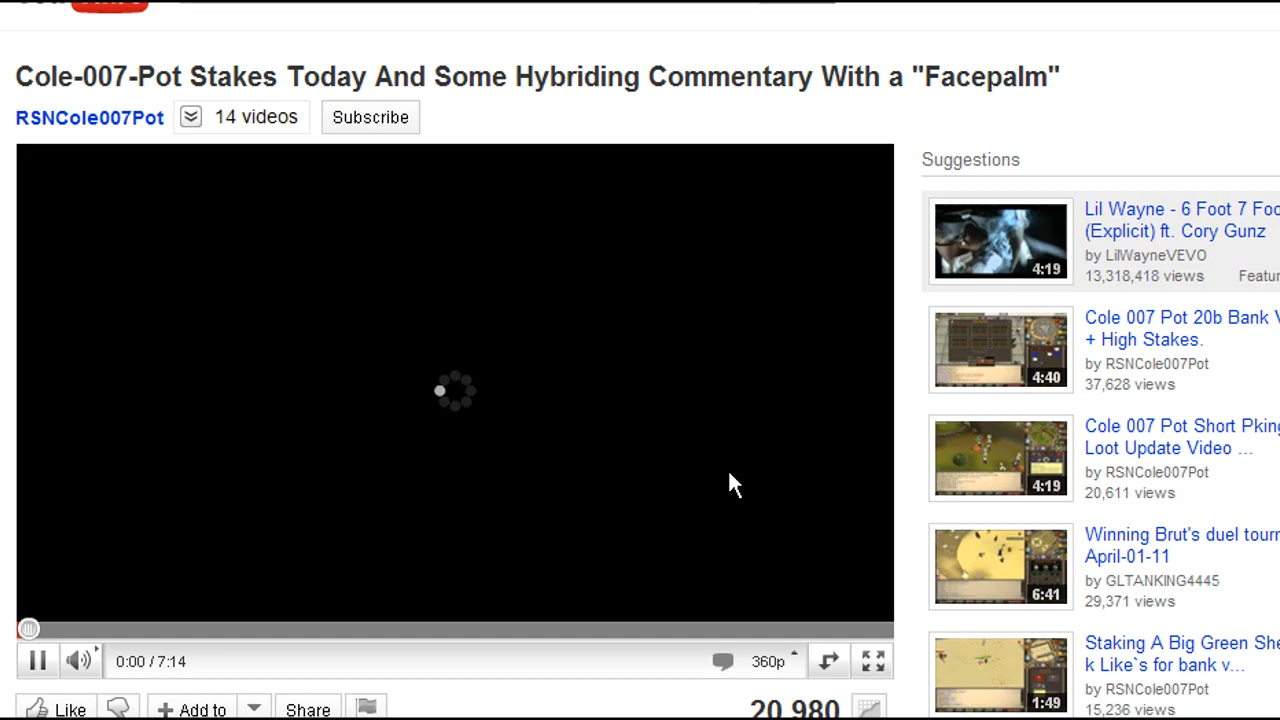 Cole-007-Pot Stakes Today And Some Hybriding Commentary With a "Facepalm"
RSNCole007Pot
14 videos
Subscribe
Suggestions
4:19
Lil Wayne - 6 Foot 7 Foo
(Explicit) ft. Cory Gunz
by LilWayneVEVO
13,318,418 views Featur
4:40
Cole 007 Pot 20b Bank V
+ High Stakes.
by RSNCole007Pot
37,628 views
4:19
Cole 007 Pot Short Pking
Loot Update Video ...
by RSNCole007Pot
20,611 views
6:41
Winning Brut's duel tourn
April-01-11
by GLTANKING4445
29,371 views
1:49
Staking A Big Green She
k Like`s for bank v...
by RSNCole007Pot
15,236 views
0:00 / 7:14
360p
Like
Add to
Share
20,980